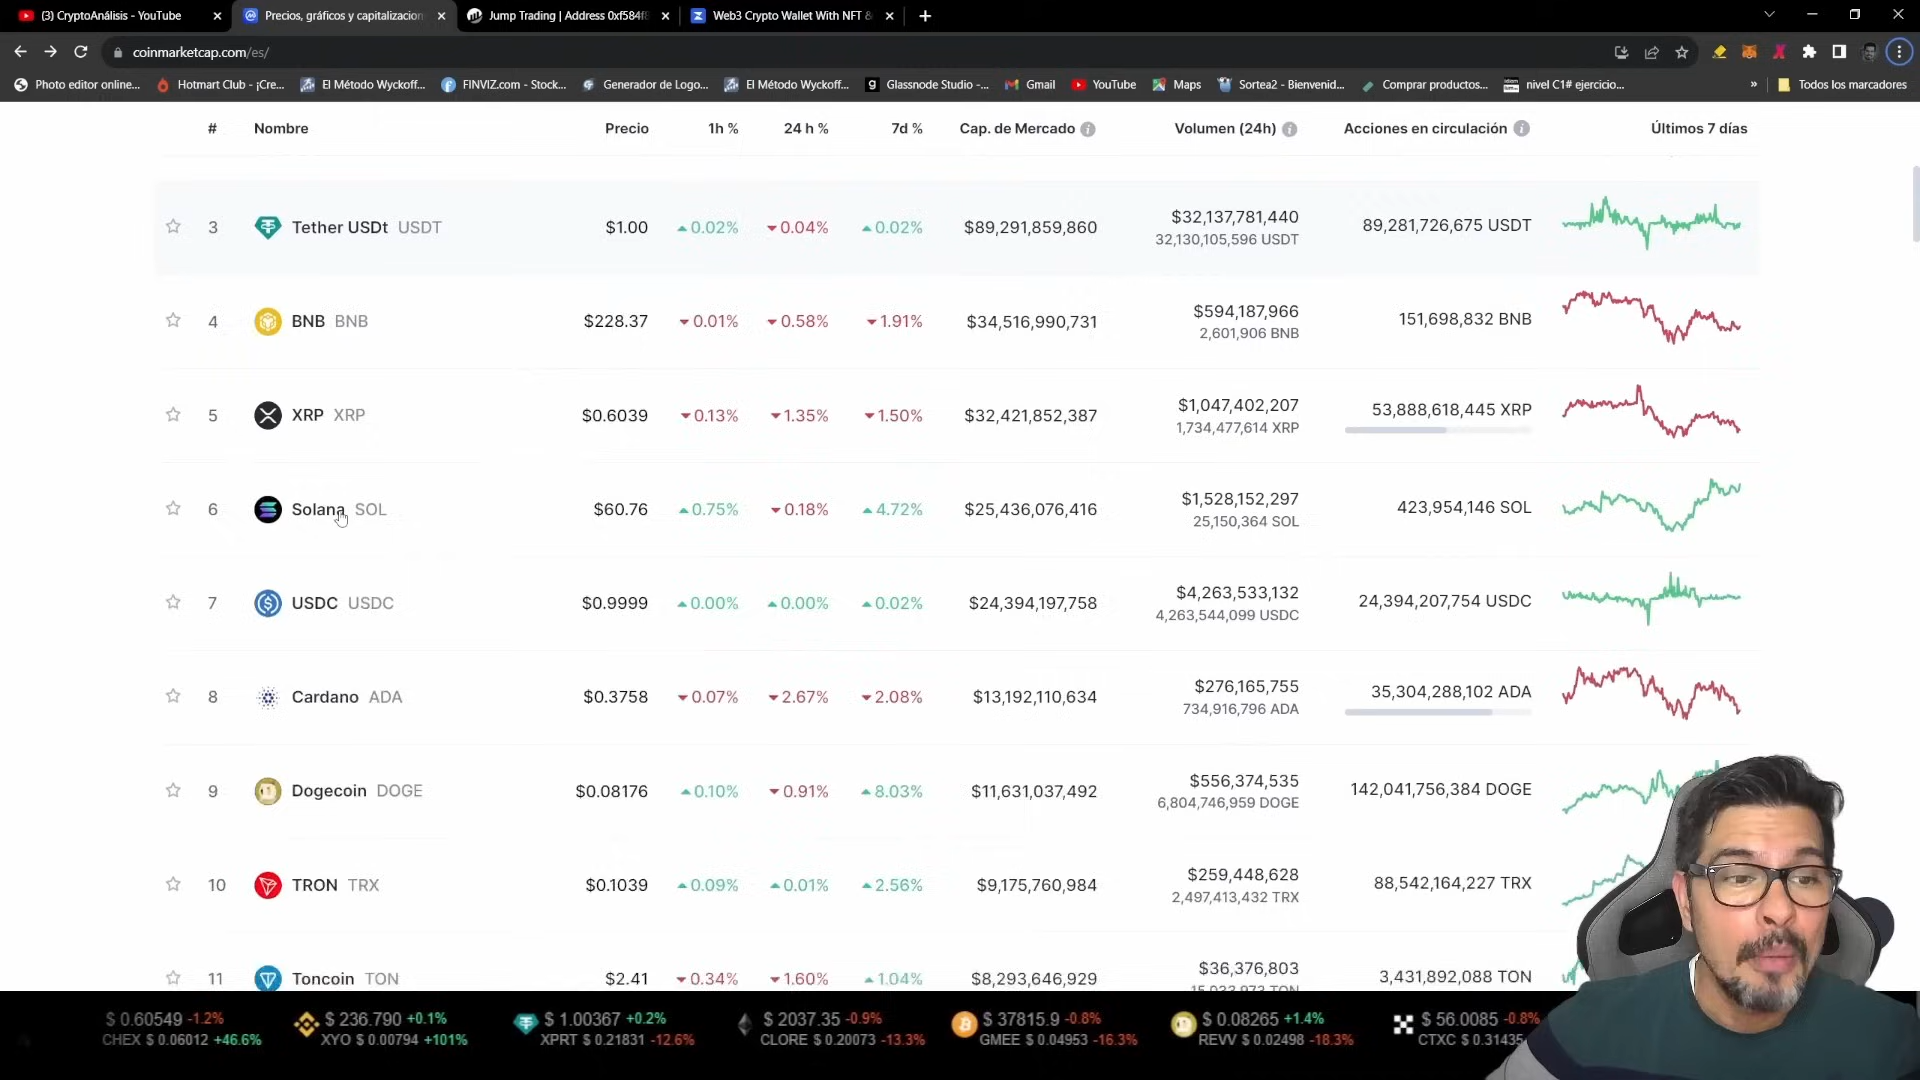 (3) CryptoAnálisis - YouTube
Precios, gráficos y capitalizacion
Jump Trading | Address 0xf584f8
Web3 Crypto Wallet With NFT &
coinmarketcap.com/es/
Photo editor online...
Hotmart Club - ¡Cre...
El Método Wyckoff...
FINVIZ.com - Stock...
Generador de Logo...
El Método Wyckoff...
Glassnode Studio -...
Gmail
YouTube
Maps
Sortea2 - Bienvenid...
Comprar productos...
nivel C1# ejercicio...
»
Todos los marcadores
# Nombre Precio 1h % 24 h % 7d % Cap. de Mercado Volumen (24h) Acciones en circulación Últimos 7 días
3 Tether USDt USDT $1.00 0.02% 0.04% 0.02% $89,291,859,860 $32,137,781,440 89,281,726,675 USDT
32,130,105,596 USDT
4 BNB BNB $228.37 0.01% 0.58% 1.91% $34,516,990,731 $594,187,966 151,698,832 BNB
2,601,906 BNB
5 XRP XRP $0.6039 0.13% 1.35% 1.50% $32,421,852,387 $1,047,402,207 53,888,618,445 XRP
1,734,477,614 XRP
6 Solana SOL $60.76 0.75% 0.18% 4.72% $25,436,076,416 $1,528,152,297 423,954,146 SOL
25,150,364 SOL
7 USDC USDC $0.9999 0.00% 0.00% 0.02% $24,394,197,758 $4,263,533,132 24,394,207,754 USDC
4,263,544,099 USDC
8 Cardano ADA $0.3758 0.07% 2.67% 2.08% $13,192,110,634 $276,165,755 35,304,288,102 ADA
734,916,796 ADA
9 Dogecoin DOGE $0.08176 0.10% 0.91% 8.03% $11,631,037,492 $556,374,535 142,041,756,384 DOGE
6,804,746,959 DOGE
10 TRON TRX $0.1039 0.09% 0.01% 2.56% $9,175,760,984 $259,448,628 88,542,164,227 TRX
2,497,413,432 TRX
11 Toncoin TON $2.41 0.34% 1.60% 1.04% $8,293,646,929 $36,376,803 3,431,892,088 TON
$ 0.60549 -1.2% $ 236.790 +0.1% $ 1.00367 +0.2% $ 2037.35 -0.9% $ 37815.9 -0.8% $ 0.08265 +1.4% $ 56.0085 -0.8%
CHEX $ 0.06012 +46.6% XYO $ 0.00794 +101% XPRT $ 0.21831 -12.6% CLORE $ 0.20073 -13.3% GMEE $ 0.04953 -16.3% REVV $ 0.02498 -18.3% CTXC $ 0.31435